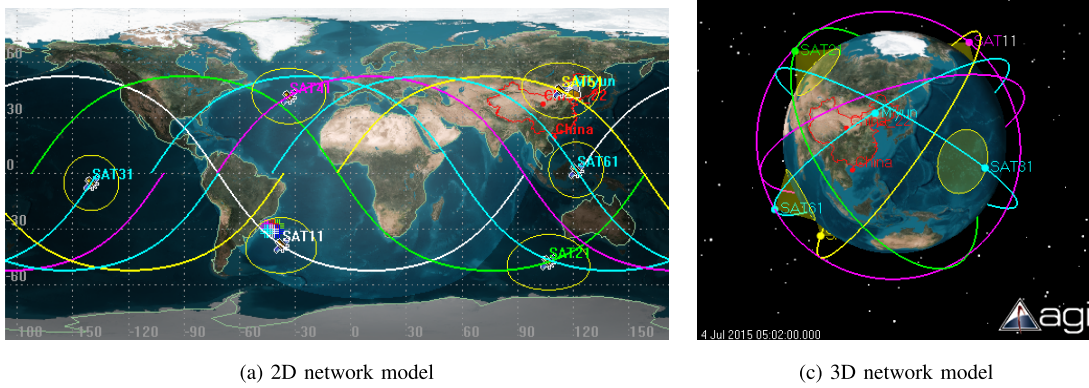 60
SAT41
SAT51
Miyun
30
China
0
SAT31
SAT61
-30
SAT11
SAT21
-60
-180 -150 -120 -90 -60 -30 0 30 60 90 120 150
(a) 2D network model
SAT21
SAT11
Miyun
China
SAT31
SAT61
4 Jul 2015 05:02:00.000
agi
(c) 3D network model